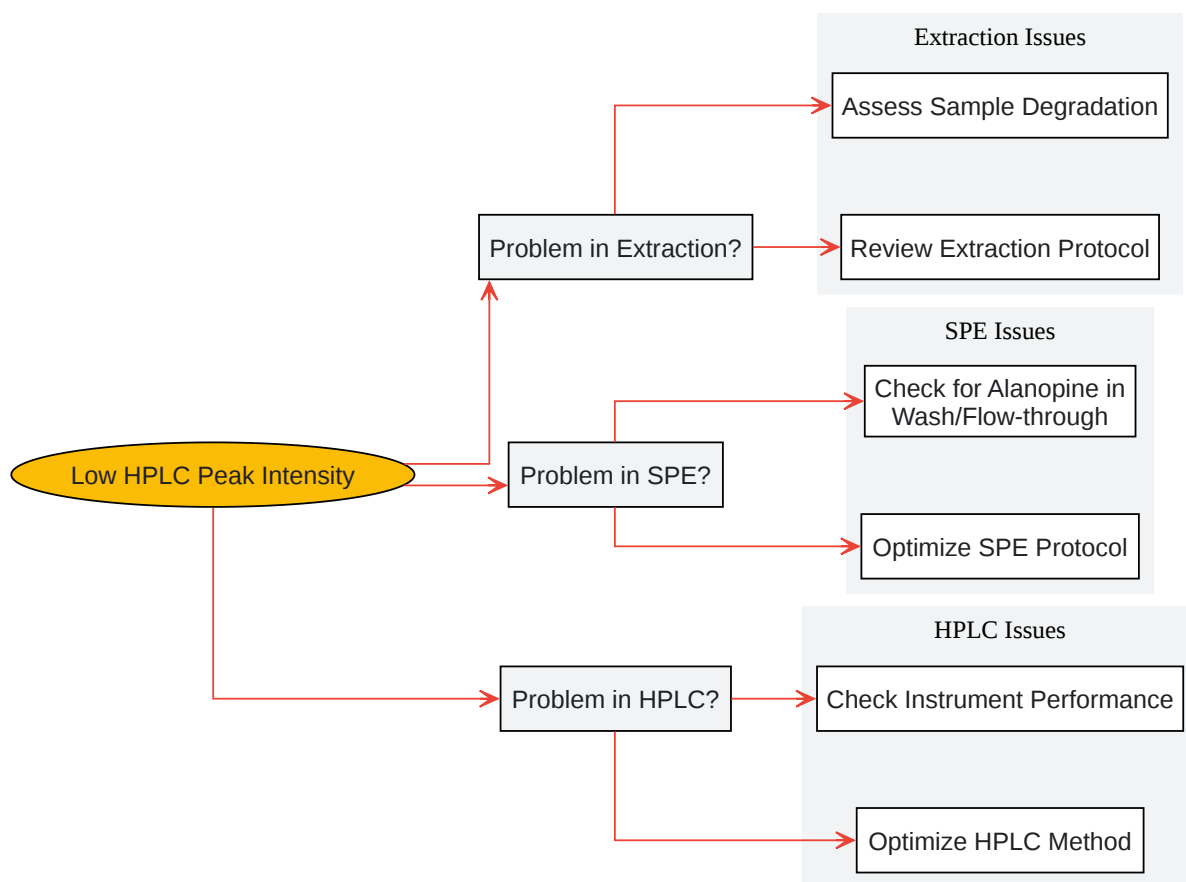 Extraction Issues
Assess Sample Degradation
Problem in Extraction?
Review Extraction Protocol
SPE Issues
Check for Alanopine in
Wash/Flow-through
Low HPLC Peak Intensity
Problem in SPE?
Optimize SPE Protocol
HPLC Issues
Problem in HPLC?
Check Instrument Performance
Optimize HPLC Method